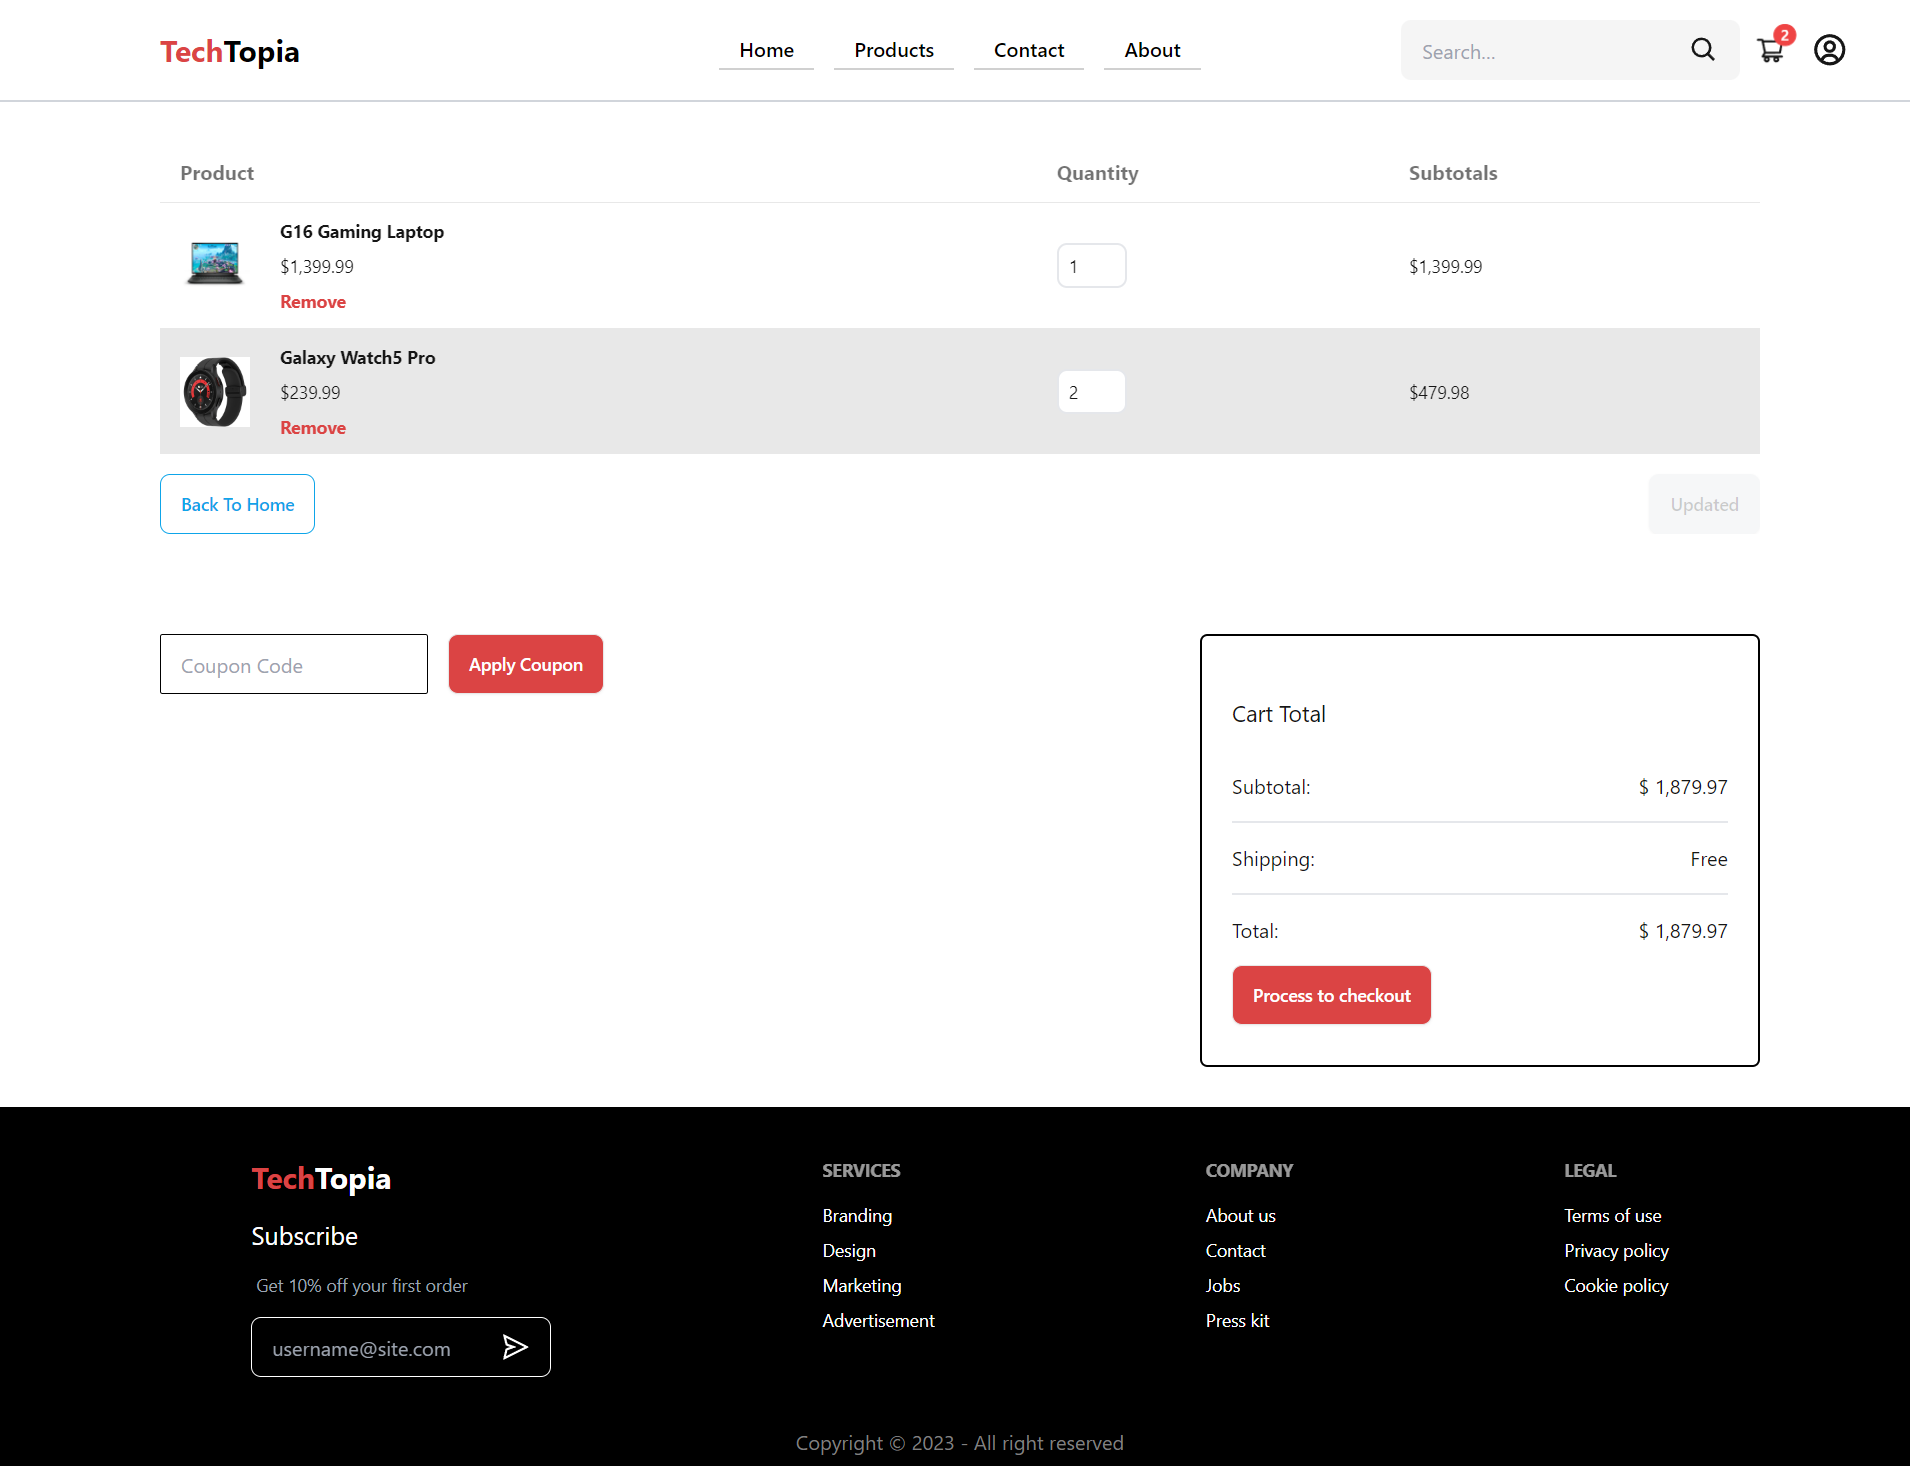 TechTopia
Home Products Contact About
Search...
2
Product Quantity Subtotals
G16 Gaming Laptop
$1,399.99
Remove
1
$1,399.99
Galaxy Watch5 Pro
$239.99
Remove
2
$479.98
Back To Home
Updated
Coupon Code
Apply Coupon
Cart Total
Subtotal: $ 1,879.97
Shipping: Free
Total: $ 1,879.97
Process to checkout
TechTopia
Subscribe
Get 10% off your first order
username@site.com
SERVICES
Branding
Design
Marketing
Advertisement
COMPANY
About us
Contact
Jobs
Press kit
LEGAL
Terms of use
Privacy policy
Cookie policy
Copyright © 2023 - All right reserved